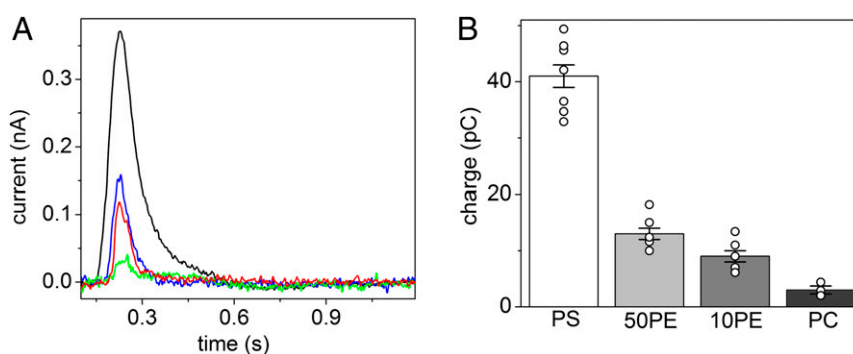 A
current (nA)
0.3
0.2
0.1
0.0
0.3
0.6
0.9
time (s)
B
charge (pC)
40
20
0
PS
50PE
10PE
PC